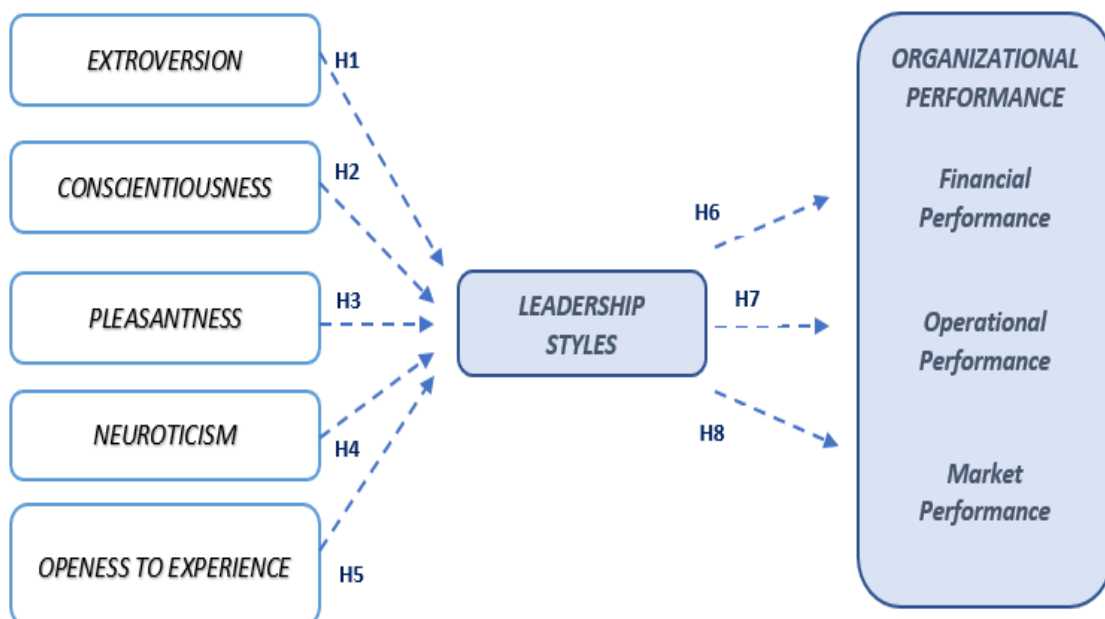 EXTROVERSION
H1
CONSCIENTIOUSNESS
H2
PLEASANTNESS
H3
NEUROTICISM
H4
OPENESS TO EXPERIENCE
H5
LEADERSHIP
STYLES
H6
H7
H8
ORGANIZATIONAL
PERFORMANCE
Financial
Performance
Operational
Performance
Market
Performance